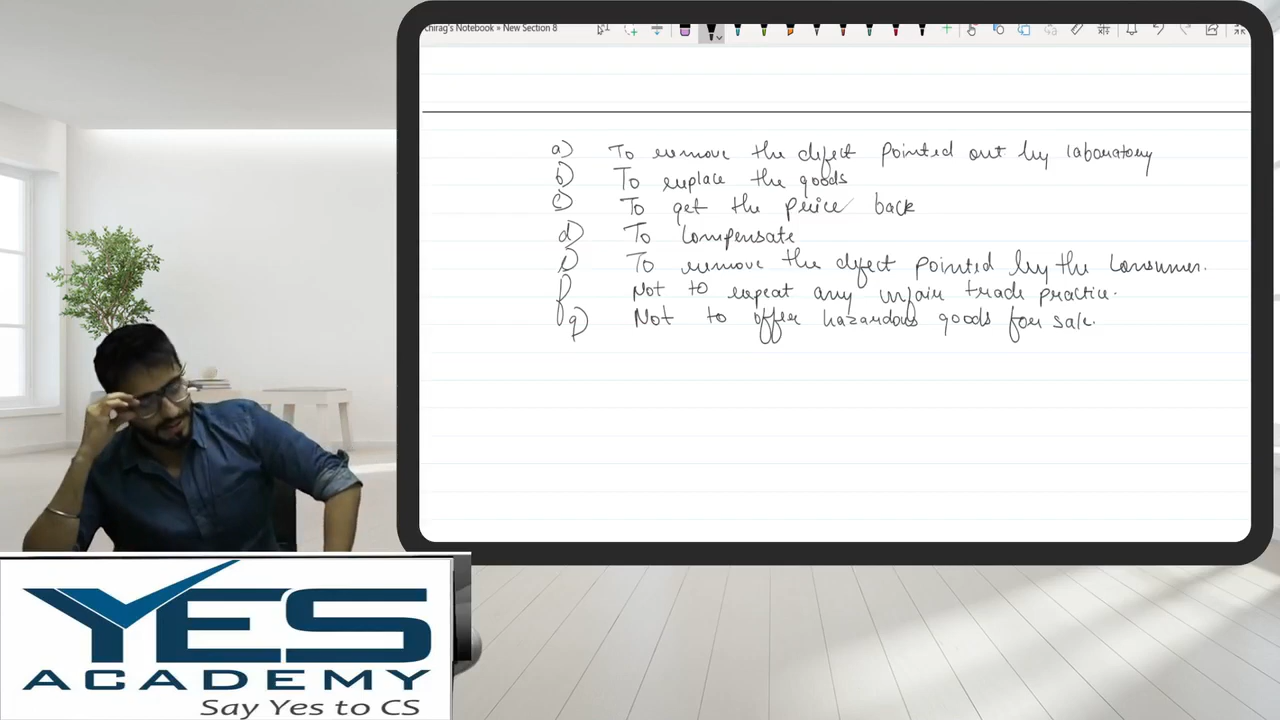 chirag's Notebook » New Section 8
a) To remove the defect pointed out by laboratory
b) To replace the goods
c) To get the price back
d) To compensate
e) To remove the defect pointed by the consumer.
f Not to repeat any unfair trade practice.
g) Not to offer hazardous goods for sale.
YES
ACADEMY
Say Yes to CS